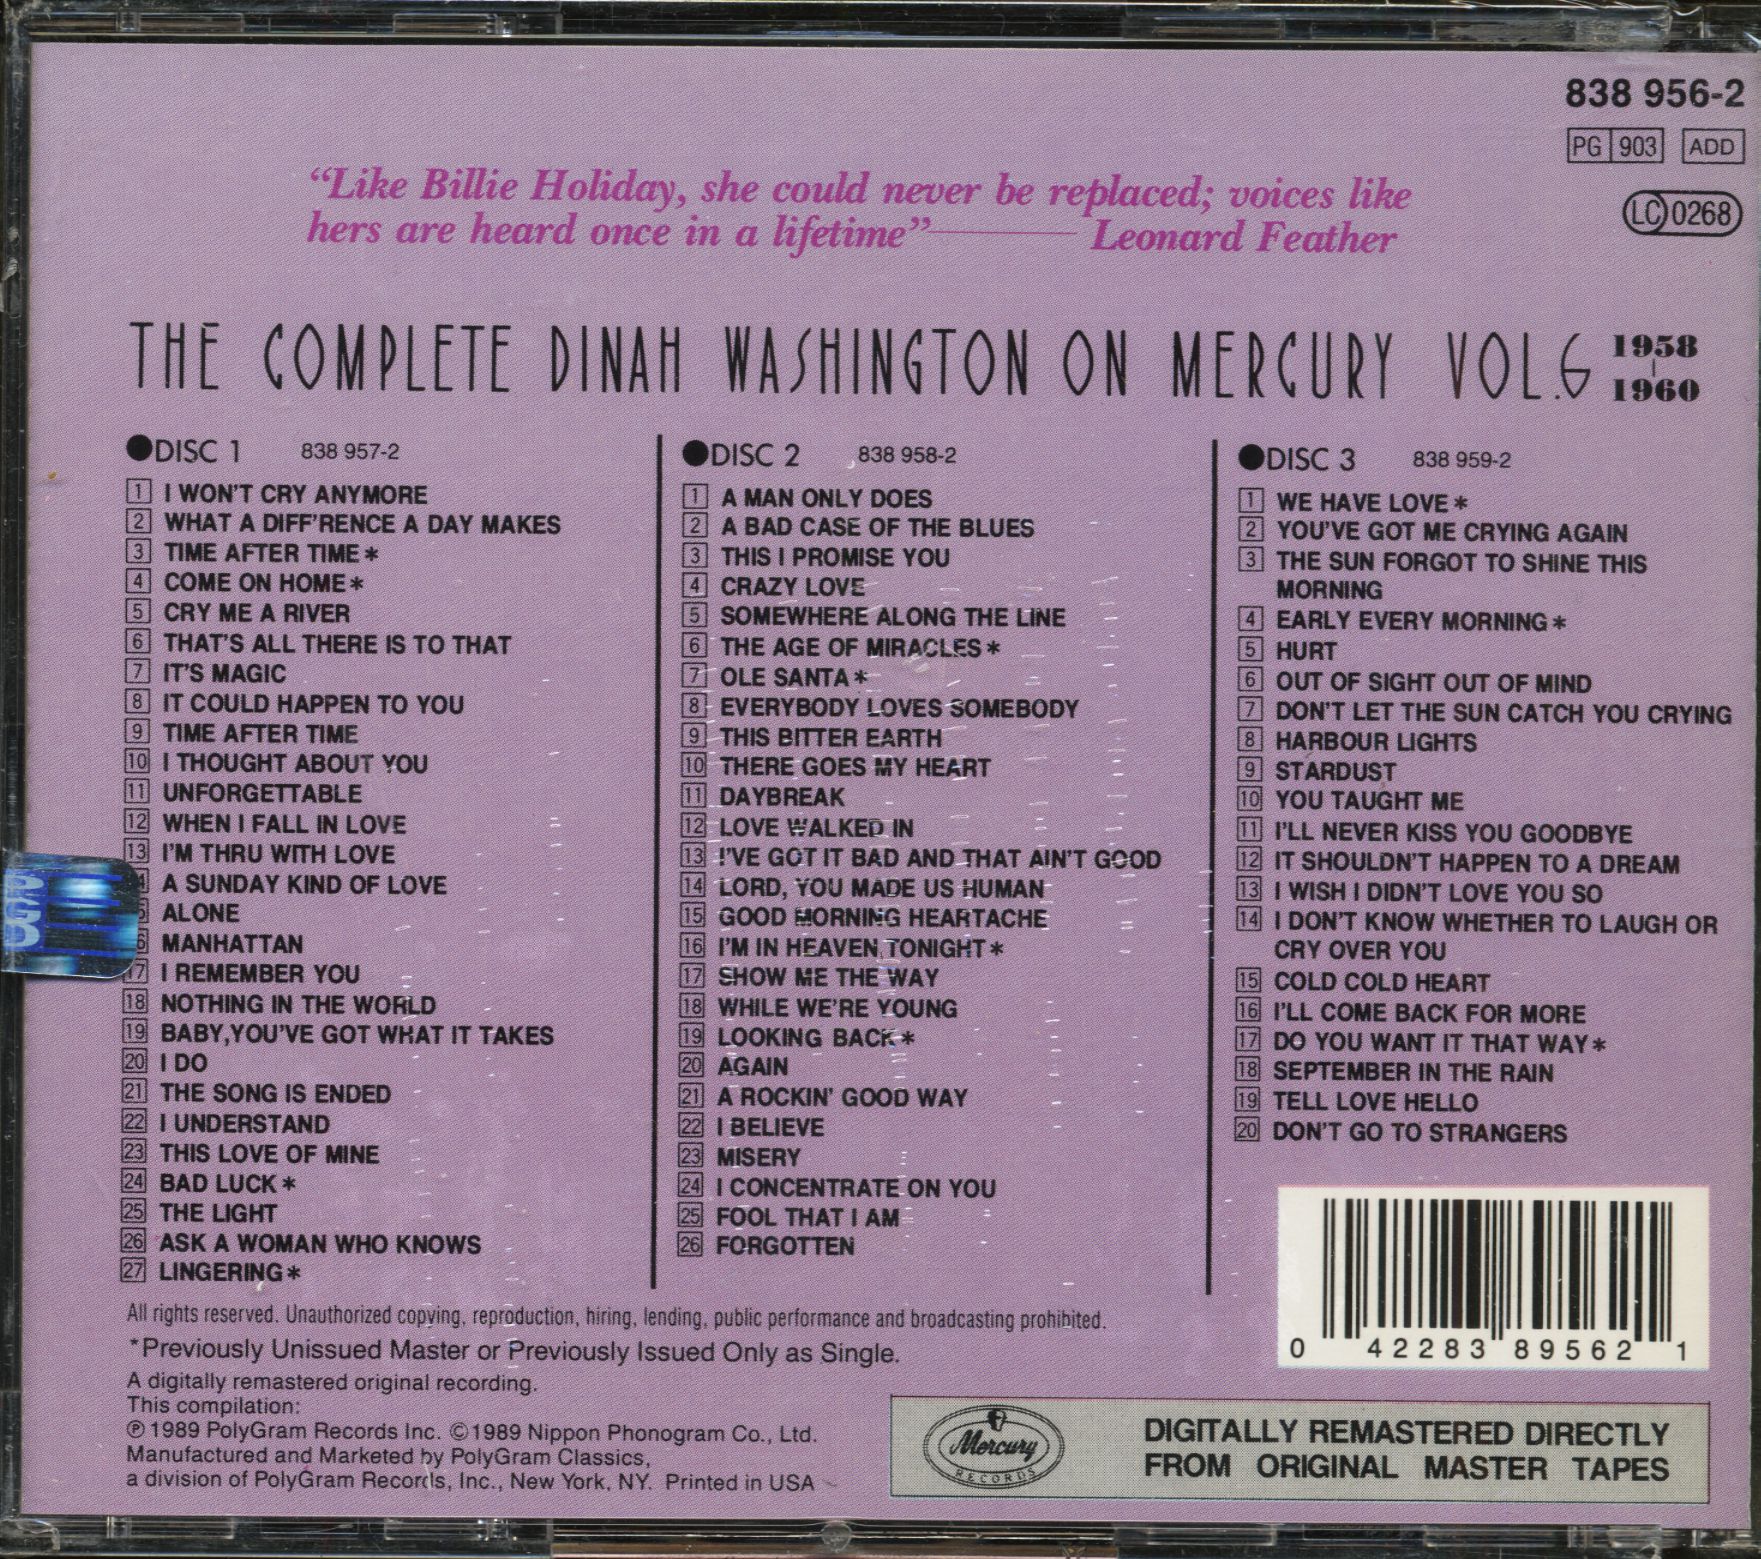 838 956-2
PG 903 ADD
LC 0268
“Like Billie Holiday, she could never be replaced; voices like
hers are heard once in a lifetime”—— Leonard Feather
THE COMPLETE DINAH WASHINGTON ON MERCURY VOL.6 1958
1960
DISC 1 838 957-2
1 I WON'T CRY ANYMORE
2 WHAT A DIFF'RENCE A DAY MAKES
3 TIME AFTER TIME*
4 COME ON HOME*
5 CRY ME A RIVER
6 THAT'S ALL THERE IS TO THAT
7 IT'S MAGIC
8 IT COULD HAPPEN TO YOU
9 TIME AFTER TIME
10 I THOUGHT ABOUT YOU
11 UNFORGETTABLE
12 WHEN I FALL IN LOVE
13 I'M THRU WITH LOVE
A SUNDAY KIND OF LOVE
ALONE
MANHATTAN
17 I REMEMBER YOU
18 NOTHING IN THE WORLD
19 BABY,YOU'VE GOT WHAT IT TAKES
20 I DO
21 THE SONG IS ENDED
22 I UNDERSTAND
23 THIS LOVE OF MINE
24 BAD LUCK*
25 THE LIGHT
26 ASK A WOMAN WHO KNOWS
27 LINGERING*
DISC 2 838 958-2
1 A MAN ONLY DOES
2 A BAD CASE OF THE BLUES
3 THIS I PROMISE YOU
4 CRAZY LOVE
5 SOMEWHERE ALONG THE LINE
6 THE AGE OF MIRACLES*
7 OLE SANTA*
8 EVERYBODY LOVES SOMEBODY
9 THIS BITTER EARTH
10 THERE GOES MY HEART
11 DAYBREAK
12 LOVE WALKED IN
13 I'VE GOT IT BAD AND THAT AIN'T GOOD
14 LORD, YOU MADE US HUMAN
15 GOOD MORNING HEARTACHE
16 I'M IN HEAVEN TONIGHT*
17 SHOW ME THE WAY
18 WHILE WE'RE YOUNG
19 LOOKING BACK*
20 AGAIN
21 A ROCKIN' GOOD WAY
22 I BELIEVE
23 MISERY
24 I CONCENTRATE ON YOU
25 FOOL THAT I AM
26 FORGOTTEN
DISC 3 838 959-2
1 WE HAVE LOVE*
2 YOU'VE GOT ME CRYING AGAIN
3 THE SUN FORGOT TO SHINE THIS
MORNING
4 EARLY EVERY MORNING*
5 HURT
6 OUT OF SIGHT OUT OF MIND
7 DON'T LET THE SUN CATCH YOU CRYING
8 HARBOUR LIGHTS
9 STARDUST
10 YOU TAUGHT ME
11 I'LL NEVER KISS YOU GOODBYE
12 IT SHOULDN'T HAPPEN TO A DREAM
13 I WISH I DIDN'T LOVE YOU SO
14 I DON'T KNOW WHETHER TO LAUGH OR
CRY OVER YOU
15 COLD COLD HEART
16 I'LL COME BACK FOR MORE
17 DO YOU WANT IT THAT WAY*
18 SEPTEMBER IN THE RAIN
19 TELL LOVE HELLO
20 DON'T GO TO STRANGERS
All rights reserved. Unauthorized copying, reproduction, hiring, lending, public performance and broadcasting prohibited.
*Previously Unissued Master or Previously Issued Only as Single.
A digitally remastered original recording.
This compilation:
℗1989 PolyGram Records Inc. ©1989 Nippon Phonogram Co., Ltd.
Manufactured and Marketed by PolyGram Classics,
a division of PolyGram Records, Inc., New York, NY. Printed in USA
0 42283 89562 1
Mercury
RECORDS
DIGITALLY REMASTERED DIRECTLY
FROM ORIGINAL MASTER TAPES